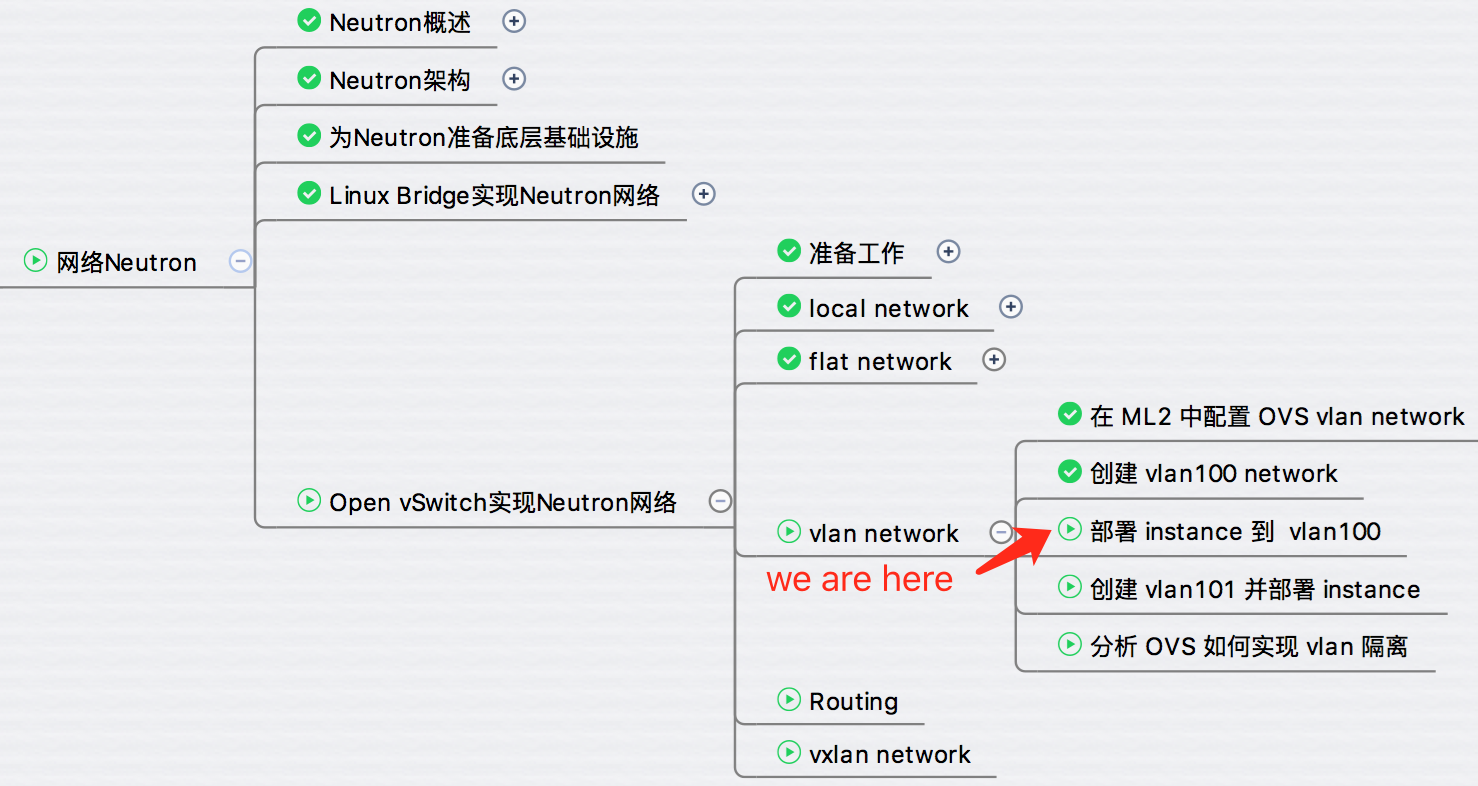 Neutron概述
Neutron架构
为Neutron准备底层基础设施
Linux Bridge实现Neutron网络
网络Neutron
准备工作
local network
flat network
在 ML2 中配置 OVS vlan network
创建 vlan100 network
Open vSwitch实现Neutron网络
vlan network
部署 instance 到 vlan100
we are here
创建 vlan101 并部署 instance
分析 OVS 如何实现 vlan 隔离
Routing
vxlan network